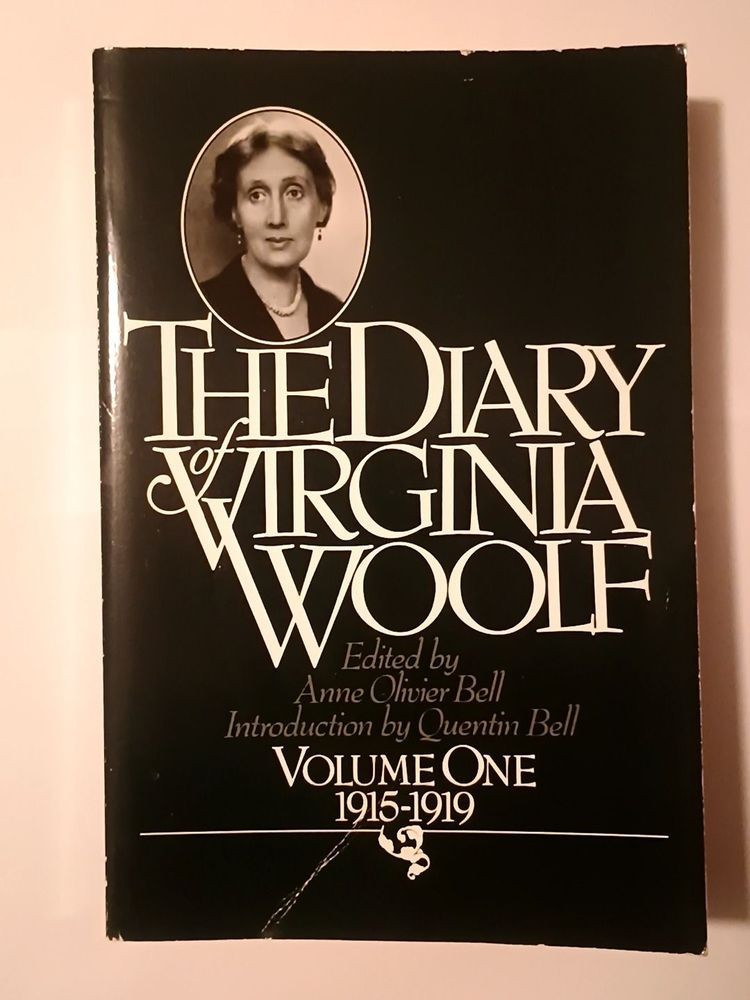 THE DIARY
of VIRGINIA
WOOLF
Edited by
Anne Olivier Bell
Introduction by Quentin Bell
VOLUME ONE
1915-1919